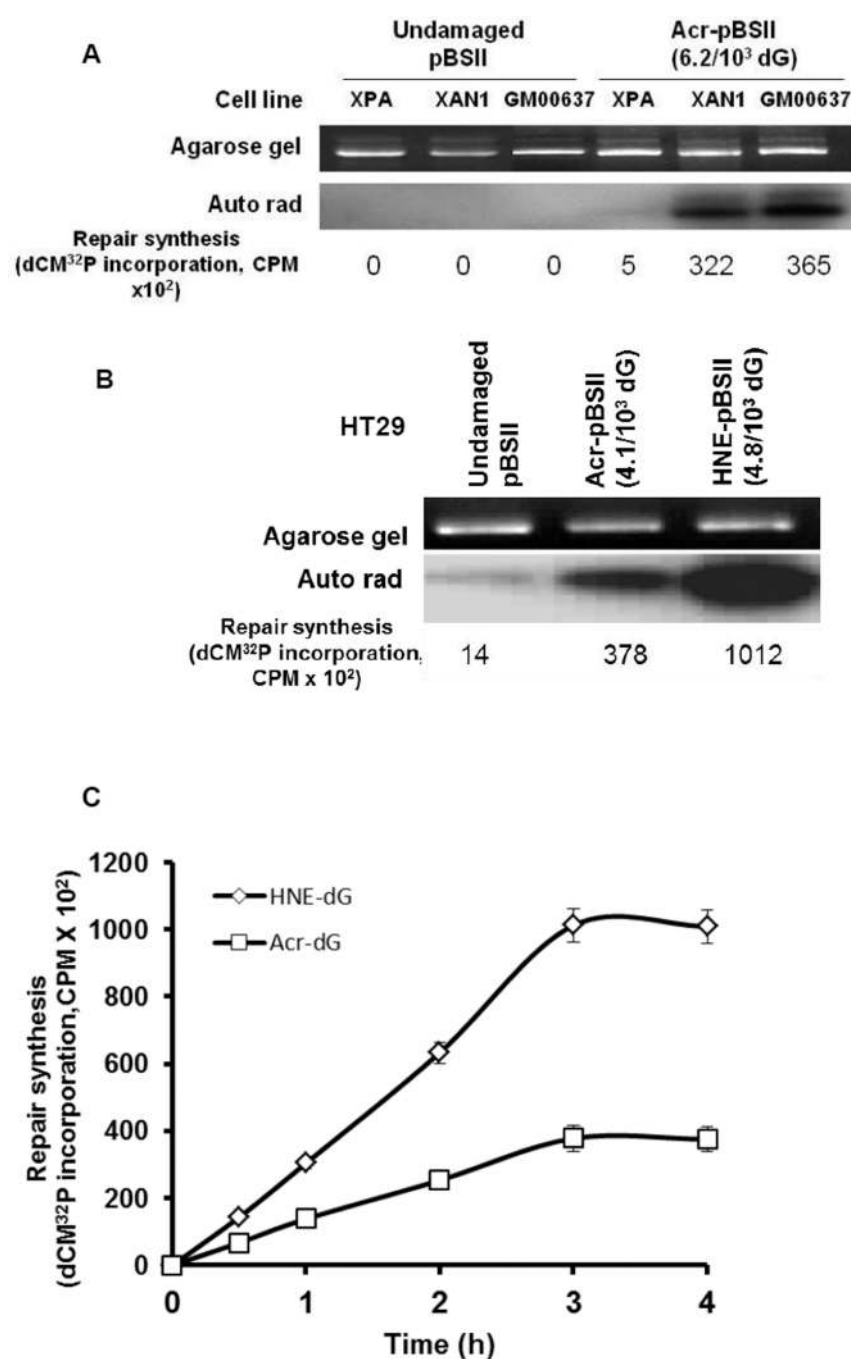 A
Undamaged pBSII
Acr-pBSII (6.2/10³ dG)
Cell line XPA XAN1 GM00637 XPA XAN1 GM00637
Agarose gel
Auto rad
Repair synthesis
(dCM³²P incorporation, CPM
x10²)
0 0 0 5 322 365
B
HT29
Undamaged
pBSII
Acr-pBSII
(4.1/10³ dG)
HNE-pBSII
(4.8/10³ dG)
Agarose gel
Auto rad
Repair synthesis
(dCM³²P incorporation,
CPM x 10²)
14 378 1012
C
Repair synthesis
(dCM³²P incorporation,CPM X 10²)
1200
1000
800
600
400
200
0
HNE-dG
Acr-dG
0 1 2 3 4
Time (h)